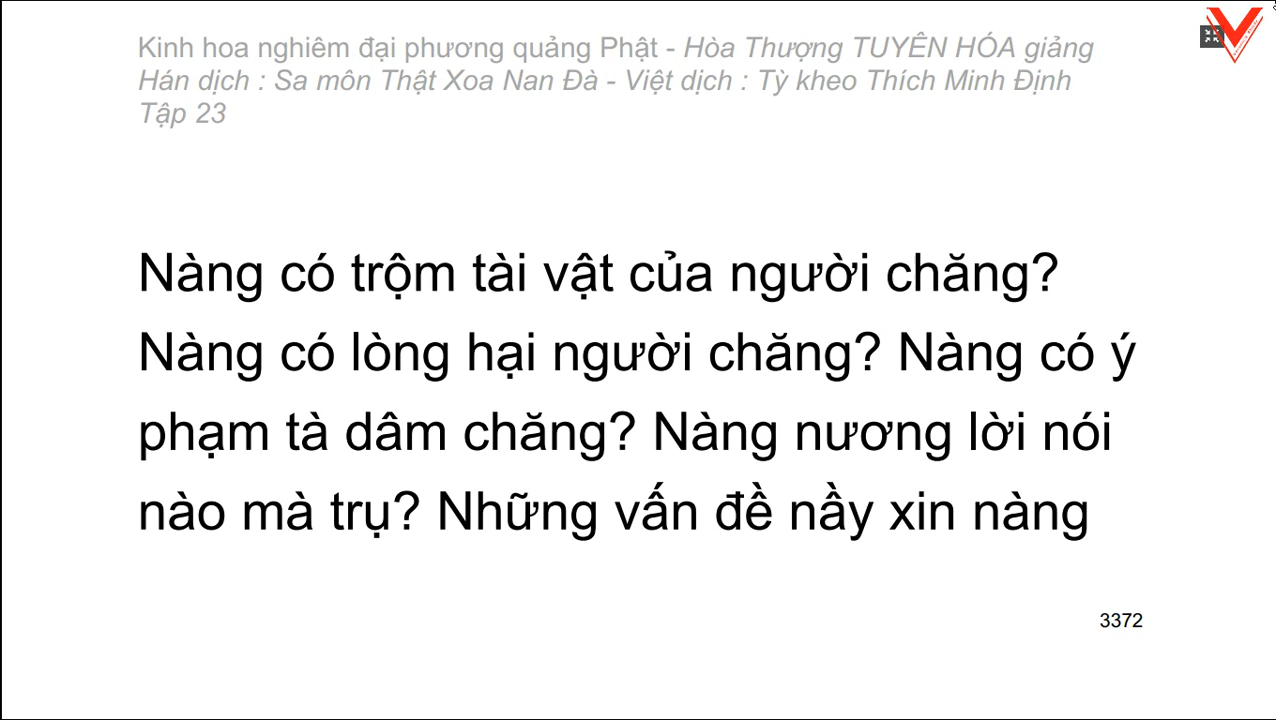 Kinh hoa nghiêm đại phương quảng Phật - Hòa Thượng TUYÊN HÓA giảng
Hán dịch : Sa môn Thật Xoa Nan Đà - Việt dịch : Tỳ kheo Thích Minh Định
Tập 23
Nàng có trộm tài vật của người chăng?
Nàng có lòng hại người chăng? Nàng có ý
phạm tà dâm chăng? Nàng nương lời nói
nào mà trụ? Những vấn đề nầy xin nàng
3372